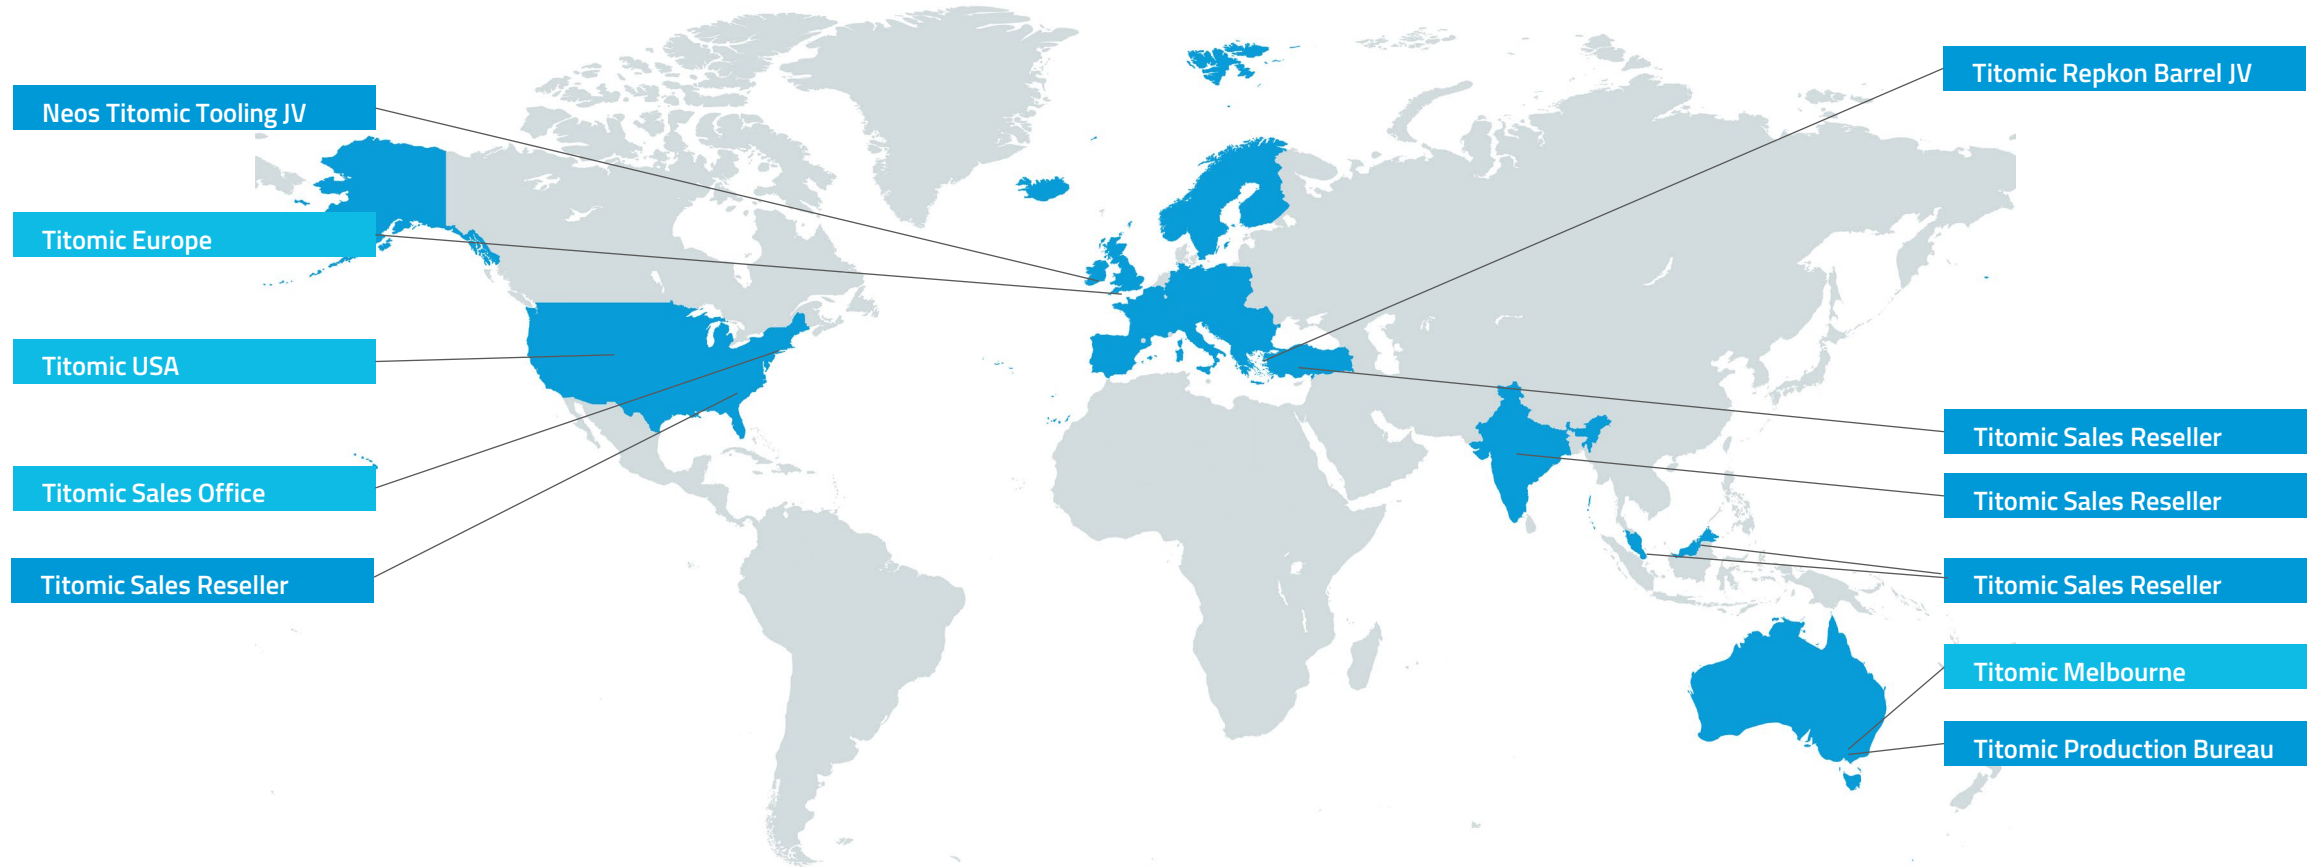 Neos Titomic Tooling JV
Titomic Europe
Titomic USA
Titomic Sales Office
Titomic Sales Reseller
Titomic Repkon Barrel JV
Titomic Sales Reseller
Titomic Sales Reseller
Titomic Sales Reseller
Titomic Melbourne
Titomic Production Bureau